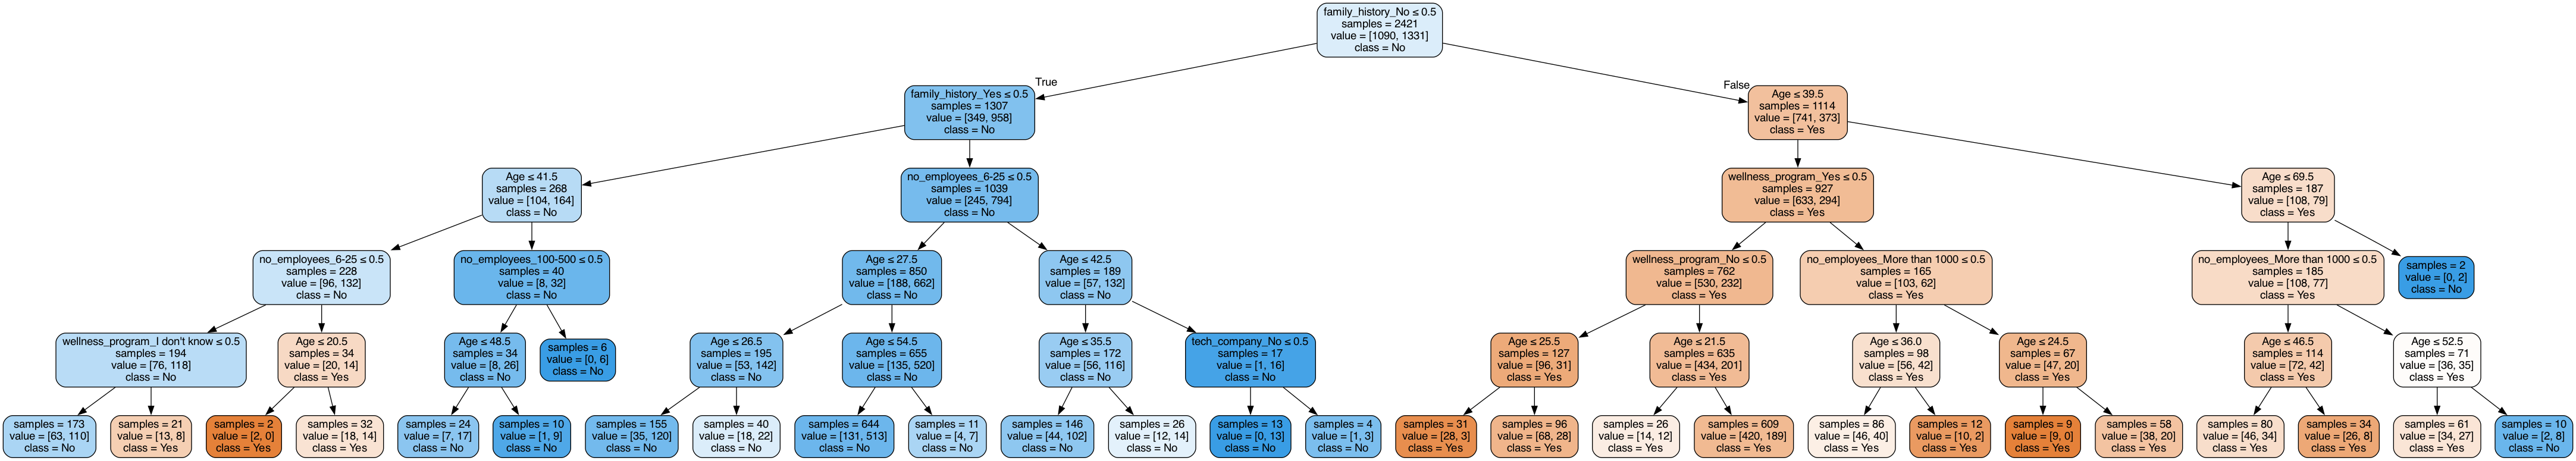 family_history_No ≤ 0.5
samples = 2421
value = [1090, 1331]
class = No
True
False
family_history_Yes ≤ 0.5
samples = 1307
value = [349, 958]
class = No
Age ≤ 39.5
samples = 1114
value = [741, 373]
class = Yes
Age ≤ 41.5
samples = 268
value = [104, 164]
class = No
no_employees_6-25 ≤ 0.5
samples = 1039
value = [245, 794]
class = No
wellness_program_Yes ≤ 0.5
samples = 927
value = [633, 294]
class = Yes
Age ≤ 69.5
samples = 187
value = [108, 79]
class = Yes
no_employees_6-25 ≤ 0.5
samples = 228
value = [96, 132]
class = No
no_employees_100-500 ≤ 0.5
samples = 40
value = [8, 32]
class = No
Age ≤ 27.5
samples = 850
value = [188, 662]
class = No
Age ≤ 42.5
samples = 189
value = [57, 132]
class = No
wellness_program_No ≤ 0.5
samples = 762
value = [530, 232]
class = Yes
no_employees_More than 1000 ≤ 0.5
samples = 165
value = [103, 62]
class = Yes
no_employees_More than 1000 ≤ 0.5
samples = 185
value = [108, 77]
class = Yes
samples = 2
value = [0, 2]
class = No
wellness_program_I don't know ≤ 0.5
samples = 194
value = [76, 118]
class = No
Age ≤ 20.5
samples = 34
value = [20, 14]
class = Yes
Age ≤ 48.5
samples = 34
value = [8, 26]
class = No
samples = 6
value = [0, 6]
class = No
Age ≤ 26.5
samples = 195
value = [53, 142]
class = No
Age ≤ 54.5
samples = 655
value = [135, 520]
class = No
Age ≤ 35.5
samples = 172
value = [56, 116]
class = No
tech_company_No ≤ 0.5
samples = 17
value = [1, 16]
class = No
Age ≤ 25.5
samples = 127
value = [96, 31]
class = Yes
Age ≤ 21.5
samples = 635
value = [434, 201]
class = Yes
Age ≤ 36.0
samples = 98
value = [56, 42]
class = Yes
Age ≤ 24.5
samples = 67
value = [47, 20]
class = Yes
Age ≤ 46.5
samples = 114
value = [72, 42]
class = Yes
Age ≤ 52.5
samples = 71
value = [36, 35]
class = Yes
samples = 173
value = [63, 110]
class = No
samples = 21
value = [13, 8]
class = Yes
samples = 2
value = [2, 0]
class = Yes
samples = 32
value = [18, 14]
class = Yes
samples = 24
value = [7, 17]
class = No
samples = 10
value = [1, 9]
class = No
samples = 155
value = [35, 120]
class = No
samples = 40
value = [18, 22]
class = No
samples = 644
value = [131, 513]
class = No
samples = 11
value = [4, 7]
class = No
samples = 146
value = [44, 102]
class = No
samples = 26
value = [12, 14]
class = No
samples = 13
value = [0, 13]
class = No
samples = 4
value = [1, 3]
class = No
samples = 31
value = [28, 3]
class = Yes
samples = 96
value = [68, 28]
class = Yes
samples = 26
value = [14, 12]
class = Yes
samples = 609
value = [420, 189]
class = Yes
samples = 86
value = [46, 40]
class = Yes
samples = 12
value = [10, 2]
class = Yes
samples = 9
value = [9, 0]
class = Yes
samples = 58
value = [38, 20]
class = Yes
samples = 80
value = [46, 34]
class = Yes
samples = 34
value = [26, 8]
class = Yes
samples = 61
value = [34, 27]
class = Yes
samples = 10
value = [2, 8]
class = No